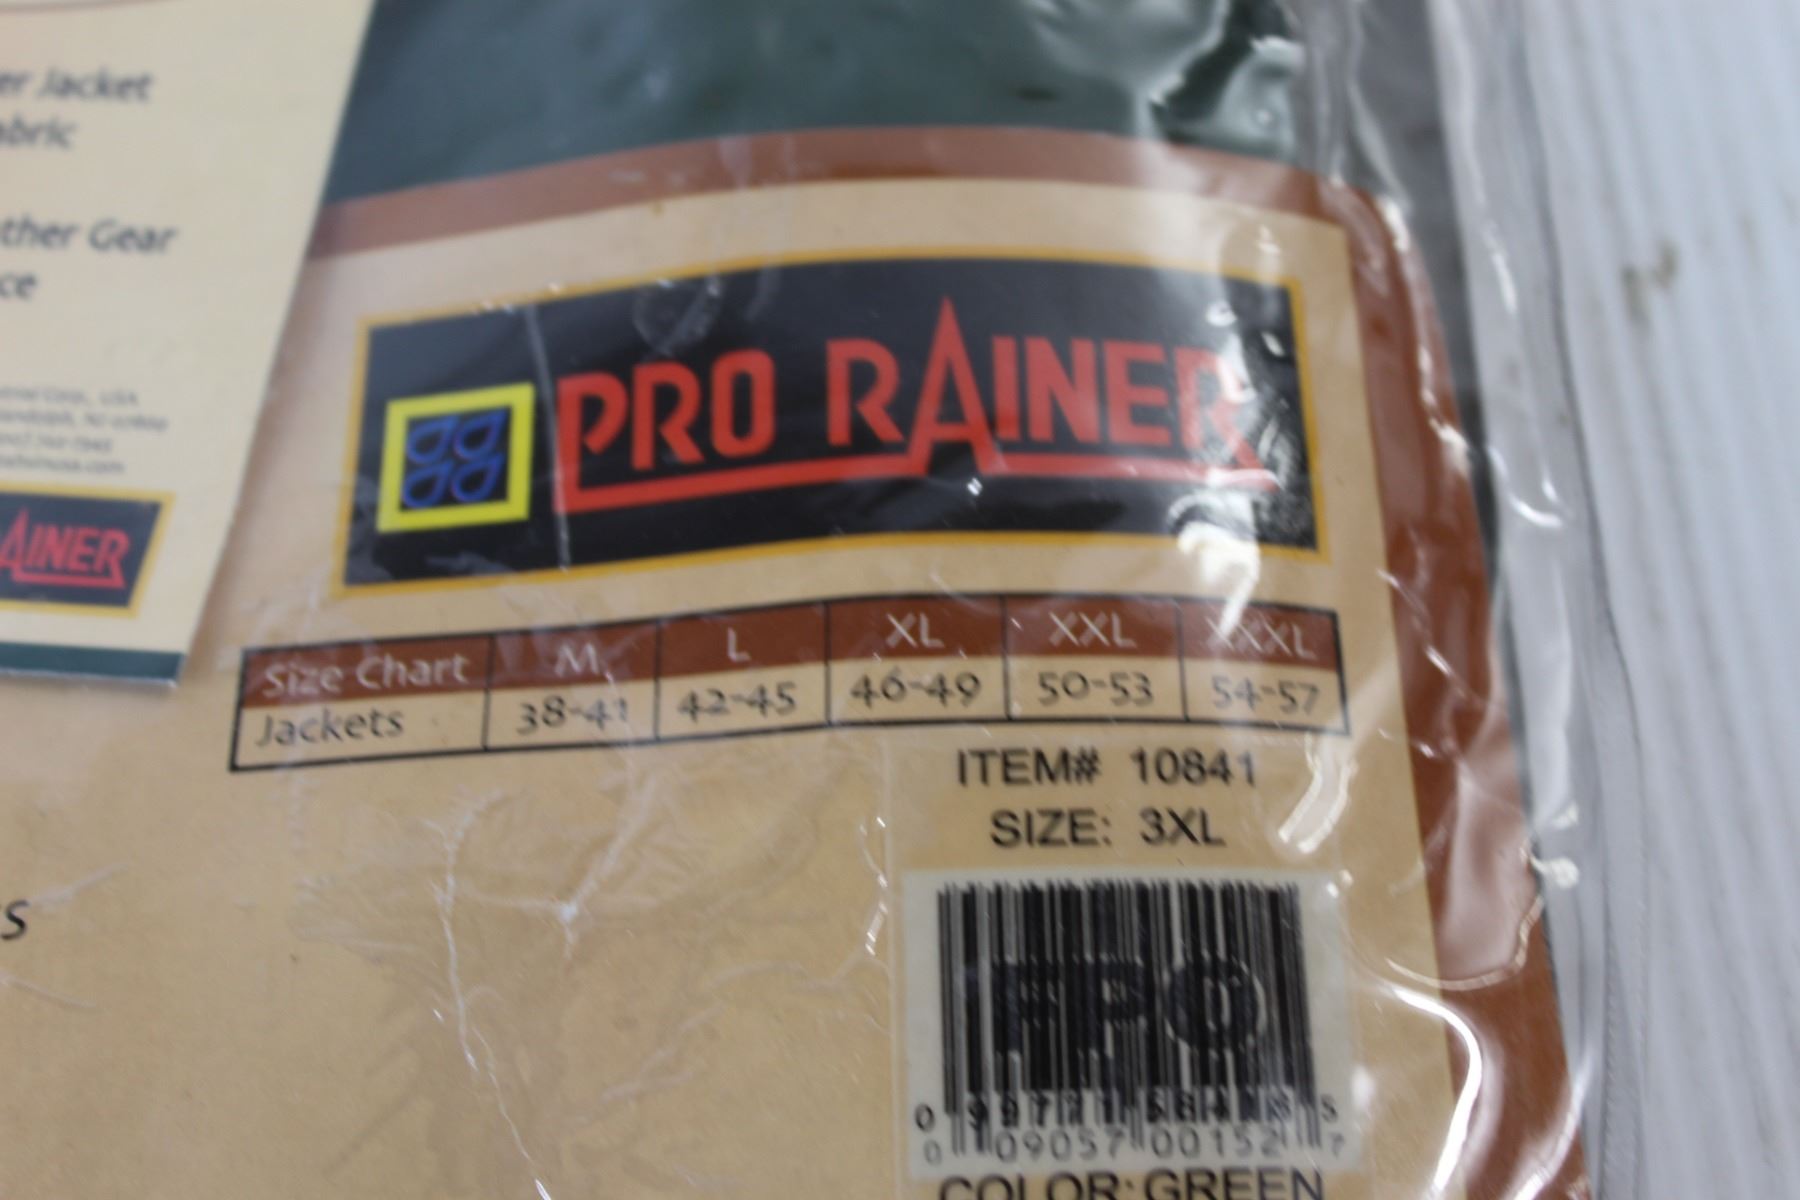 er Jacket
abric
ther Gear
ce
AINER
PRO RAINER
Size Chart M L XL XXL XXXL
Jackets 38-41 42-45 46-49 50-53 54-57
ITEM# 10841
SIZE: 3XL
FPO
0 09057 00152 7
COLOR: GREEN
s